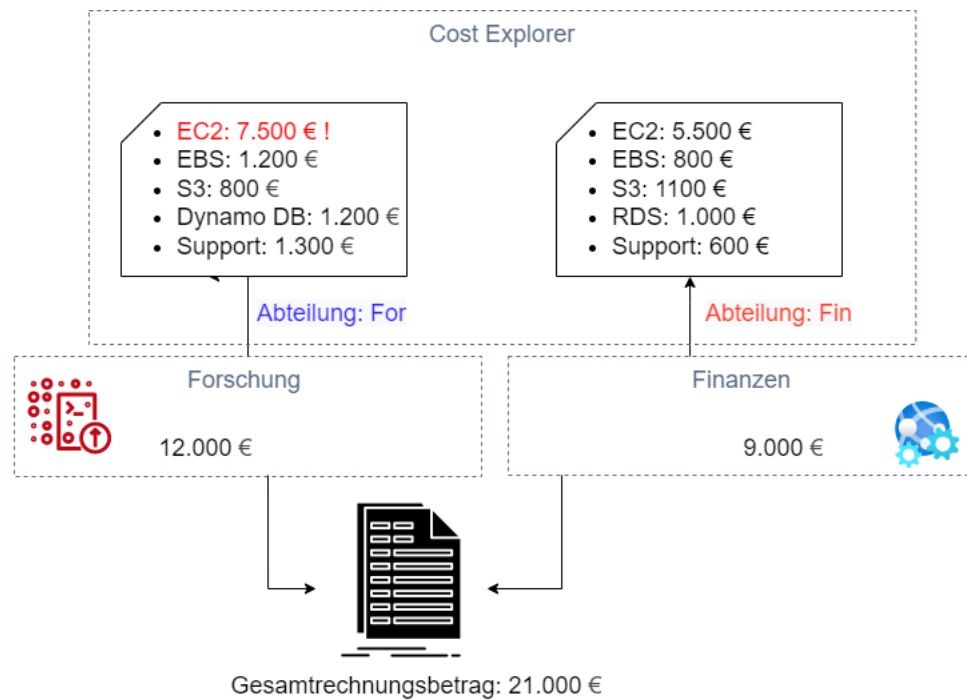 Cost Explorer
EC2: 7.500 € !
EBS: 1.200 €
S3: 800 €
Dynamo DB: 1.200 €
Support: 1.300 €
EC2: 5.500 €
EBS: 800 €
S3: 1100 €
RDS: 1.000 €
Support: 600 €
Abteilung: For
Abteilung: Fin
Forschung
12.000 €
Finanzen
9.000 €
Gesamtrechnungsbetrag: 21.000 €